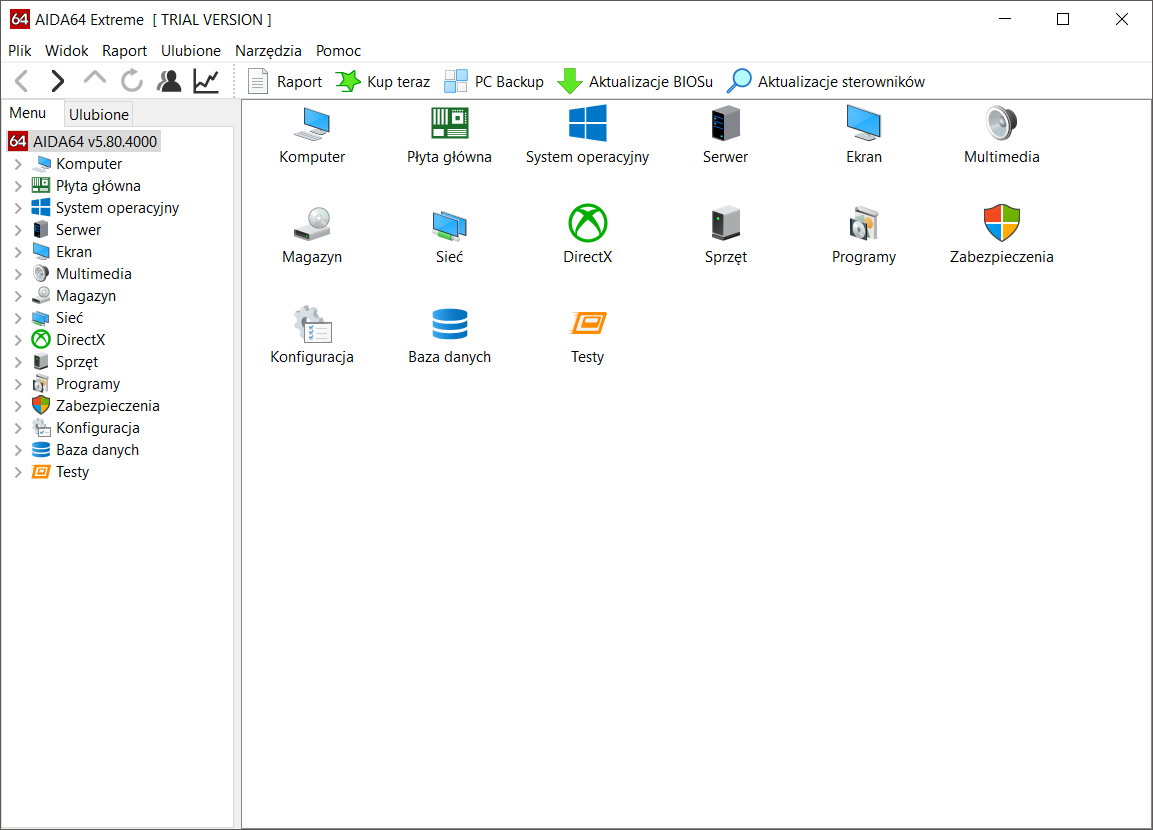 64 AIDA64 Extreme [ TRIAL VERSION ]
Plik Widok Raport Ulubione Narzędzia Pomoc
Raport Kup teraz PC Backup Aktualizacje BIOSu Aktualizacje sterowników
Menu Ulubione
64 AIDA64 v5.80.4000
Komputer
Płyta główna
System operacyjny
Serwer
Ekran
Multimedia
Magazyn
Sieć
DirectX
Sprzęt
Programy
Zabezpieczenia
Konfiguracja
Baza danych
Testy
Komputer Płyta główna System operacyjny Serwer Ekran Multimedia
Magazyn Sieć DirectX Sprzęt Programy Zabezpieczenia
Konfiguracja Baza danych Testy